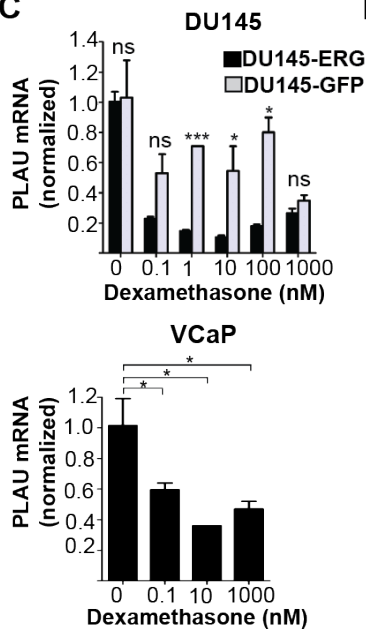 C
DU145
DU145-ERG
DU145-GFP
PLAU mRNA
(normalized)
1.4
1.2
1.0
0.8
0.6
0.4
0.2
ns
ns
***
*
*
ns
0 0.1 1 10 100 1000
Dexamethasone (nM)
VCaP
PLAU mRNA
(normalized)
1.2
1.0
0.8
0.6
0.4
0.2
*
*
*
0 0.1 10 1000
Dexamethasone (nM)